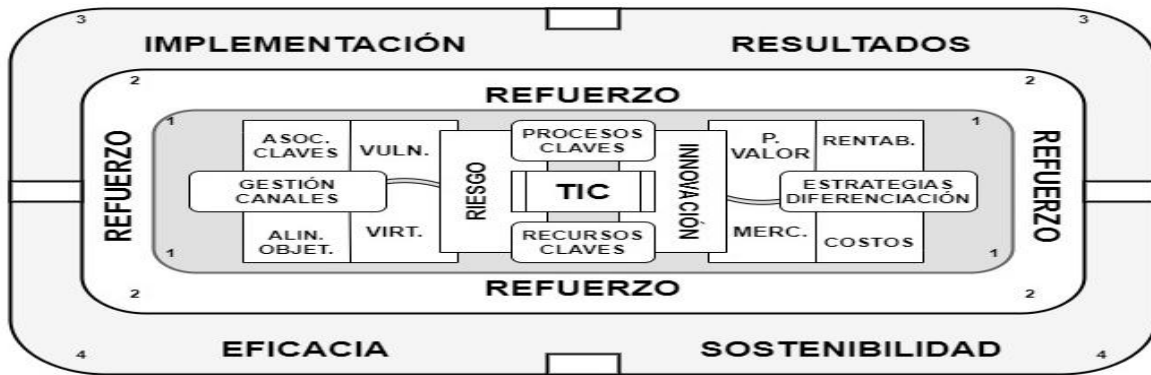 3
3
IMPLEMENTACIÓN
RESULTADOS
2
2
REFUERZO
1
1
ASOC.
CLAVES
VULN.
PROCESOS
CLAVES
P.
VALOR
RENTAB.
REFUERZO
GESTIÓN
CANALES
RIESGO
TIC
INNOVACIÓN
ESTRATEGIAS
DIFERENCIACIÓN
REFUERZO
ALIN.
OBJET.
VIRT.
RECURSOS
CLAVES
MERC.
COSTOS
1
1
REFUERZO
2
2
EFICACIA
SOSTENIBILIDAD
4
4